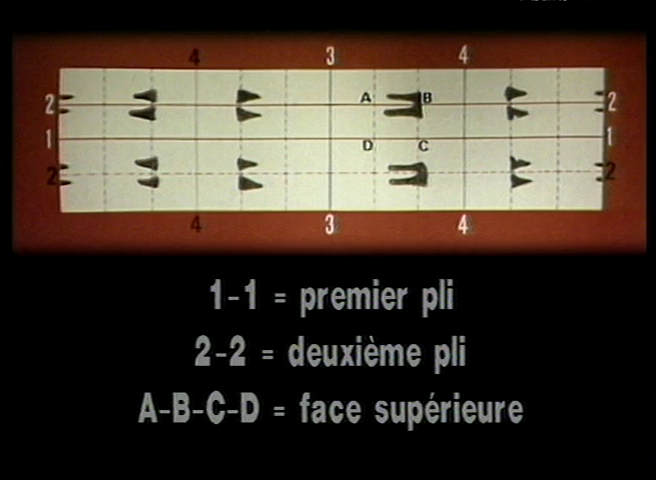 4 3 4
2 A B 2
1 1
D C
2 2
4 3 4
1-1 = premier pli
2-2 = deuxième pli
A-B-C-D = face supérieure